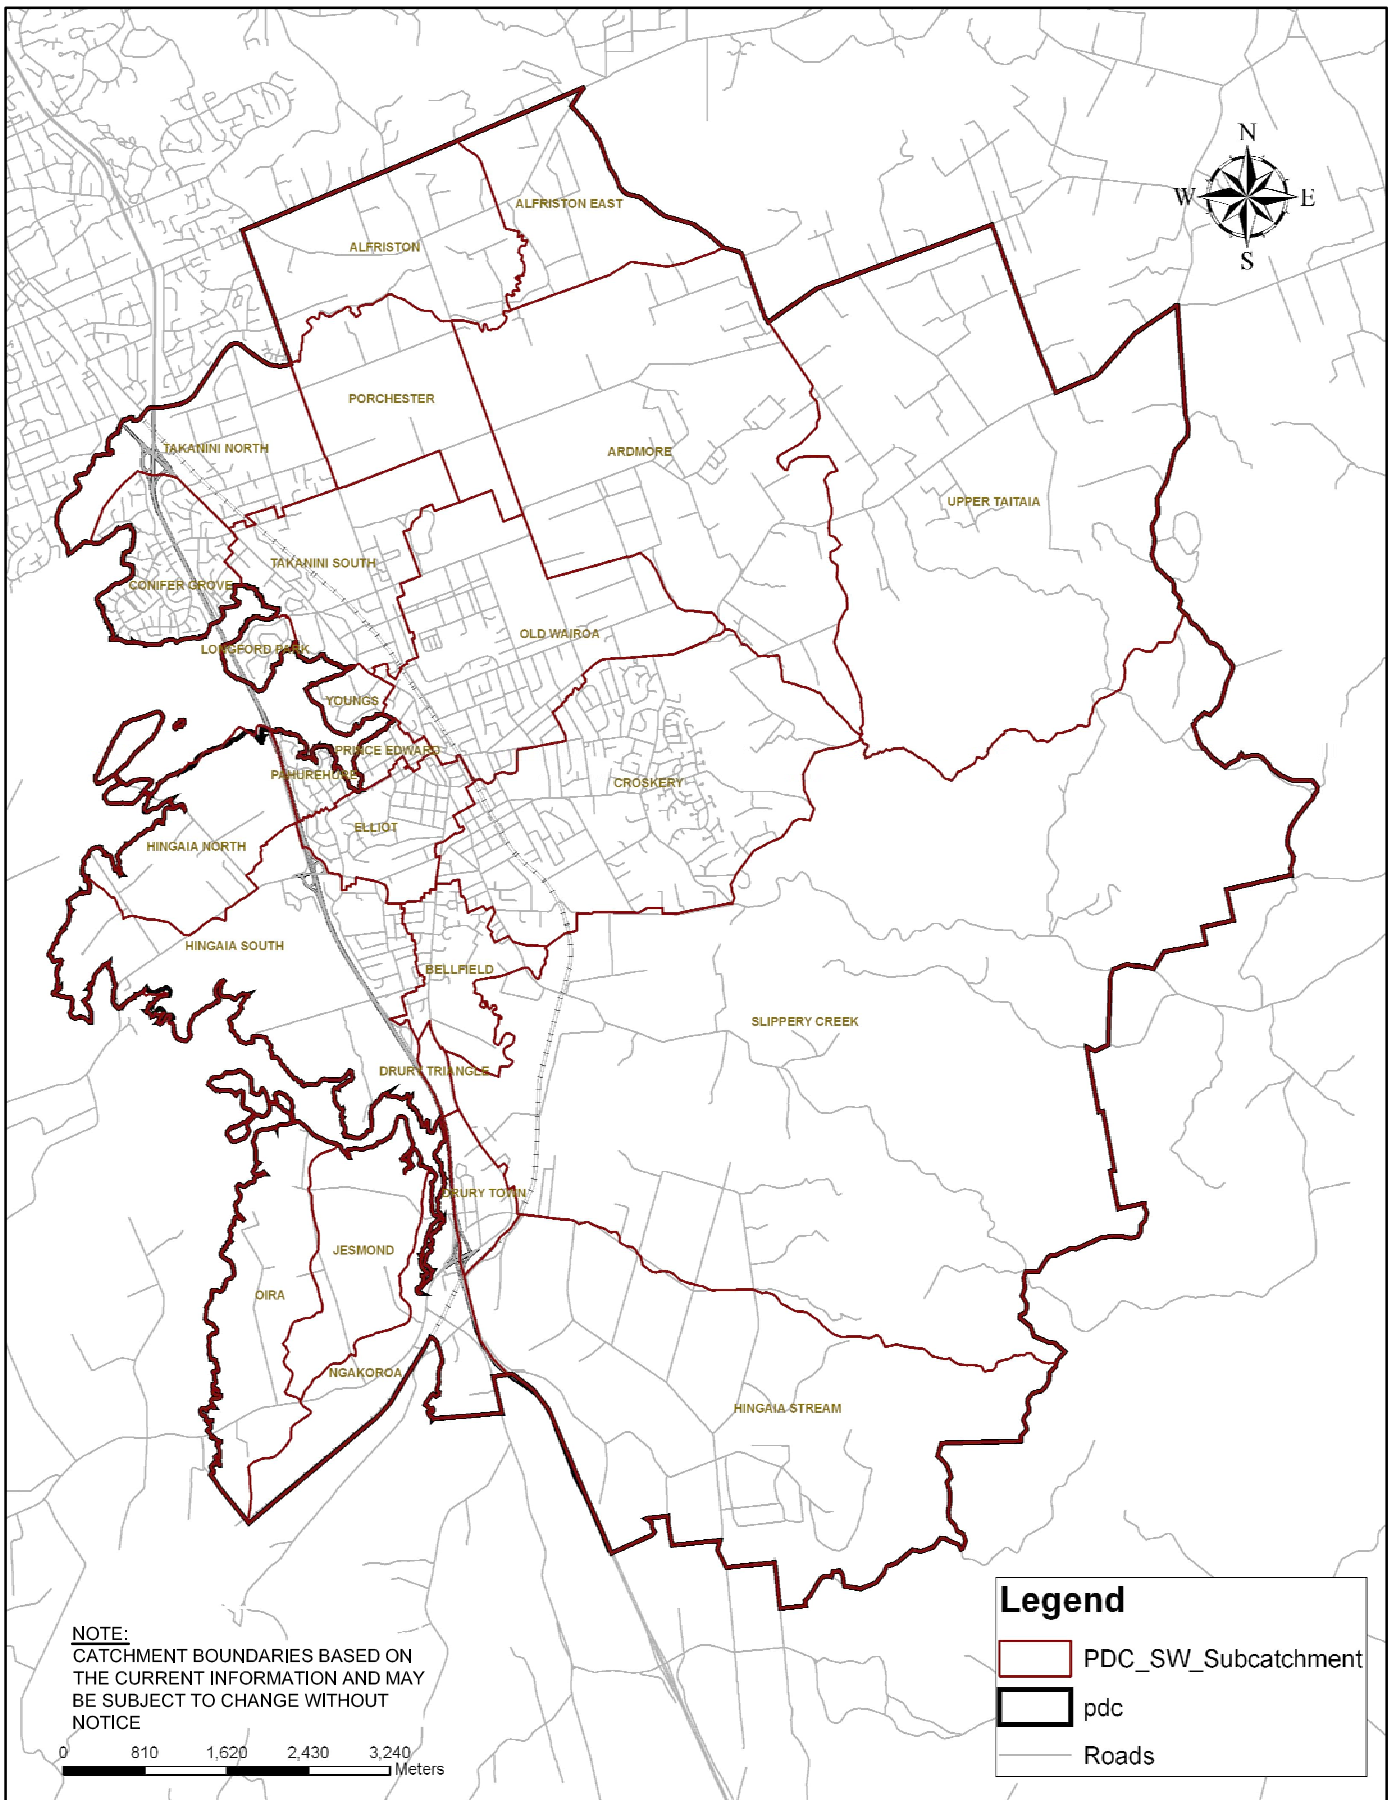 N
W
E
S
ALFRISTON EAST
ALFRISTON
PORCHESTER
TAKANINI NORTH
ARDMORE
UPPER TAITAIA
TAKANINI SOUTH
CONIFER GROVE
OLD WAIROA
LONGFORD PARK
YOUNGS
PRINCE EDWARD
PAHUREHURE
CROSKERY
ELLIOT
HINGAIA NORTH
HINGAIA SOUTH
BELLFIELD
SLIPPERY CREEK
DRURY TRIANGLE
DRURY TOWN
JESMOND
OIRA
NGAKOROA
HINGAIA STREAM
NOTE:
CATCHMENT BOUNDARIES BASED ON
THE CURRENT INFORMATION AND MAY
BE SUBJECT TO CHANGE WITHOUT
NOTICE
0 810 1,620 2,430 3,240
Meters
Legend
PDC_SW_Subcatchment
pdc
Roads